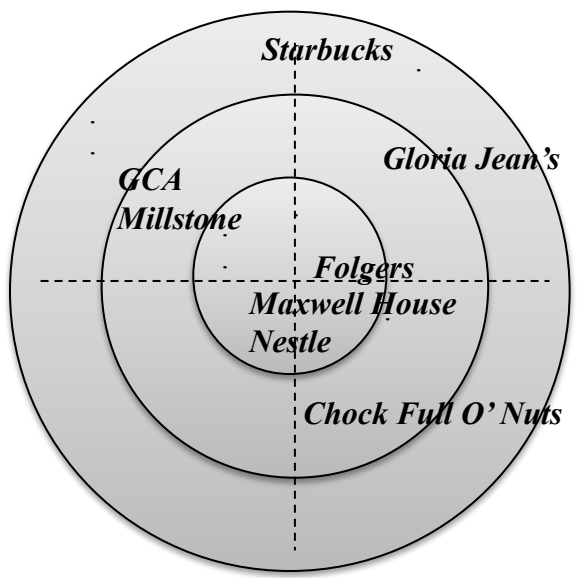 Starbucks
Gloria Jean’s
GCA
Millstone
Folgers
Maxwell House
Nestle
Chock Full O’ Nuts